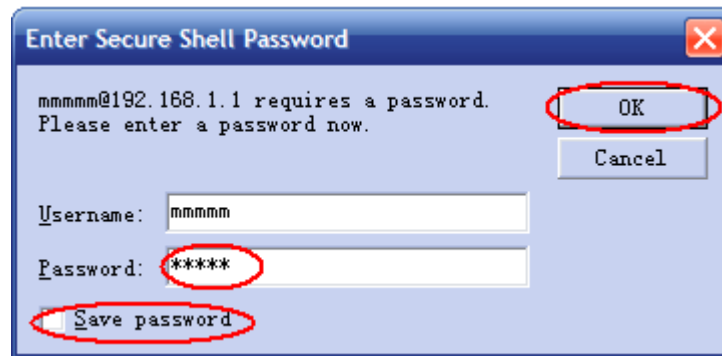 Enter Secure Shell Password
mmmmm@192.168.1.1 requires a password.
Please enter a password now.
OK
Cancel
Username: mmmmm
Password: *****
Save password